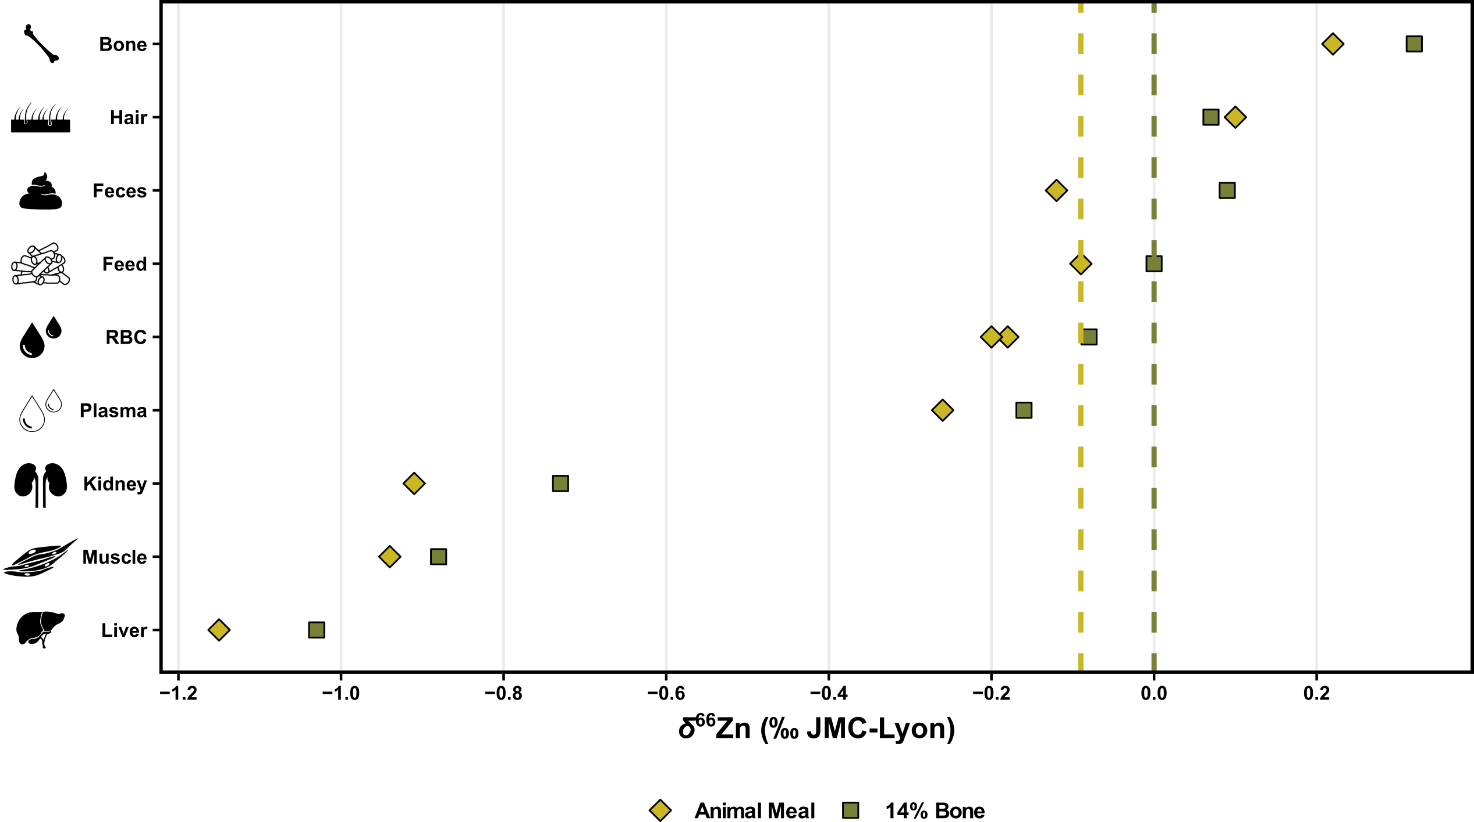 Bone
Hair
Feces
Feed
RBC
Plasma
Kidney
Muscle
Liver
−1.2 −1.0 −0.8 −0.6 −0.4 −0.2 0.0 0.2
δ⁶⁶Zn (‰ JMC-Lyon)
Animal Meal 14% Bone